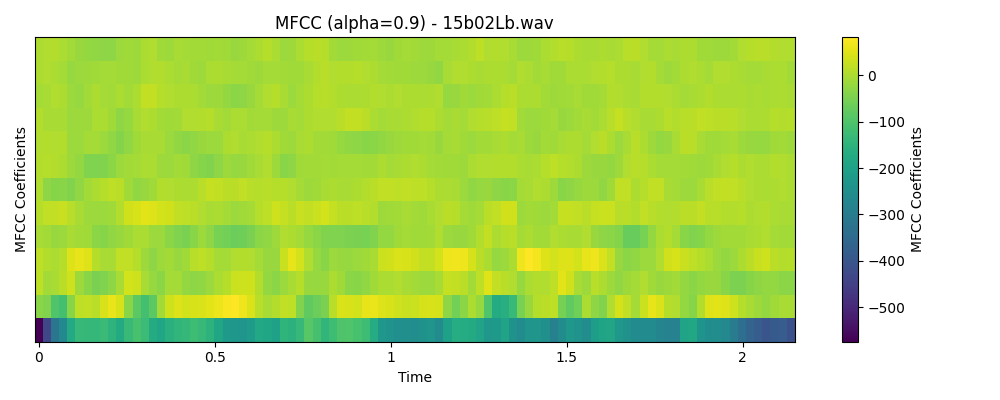 MFCC (alpha=0.9) - 15b02Lb.wav
MFCC Coefficients
0
0.5
1
1.5
2
Time
0
−100
−200
−300
−400
−500
MFCC Coefficients